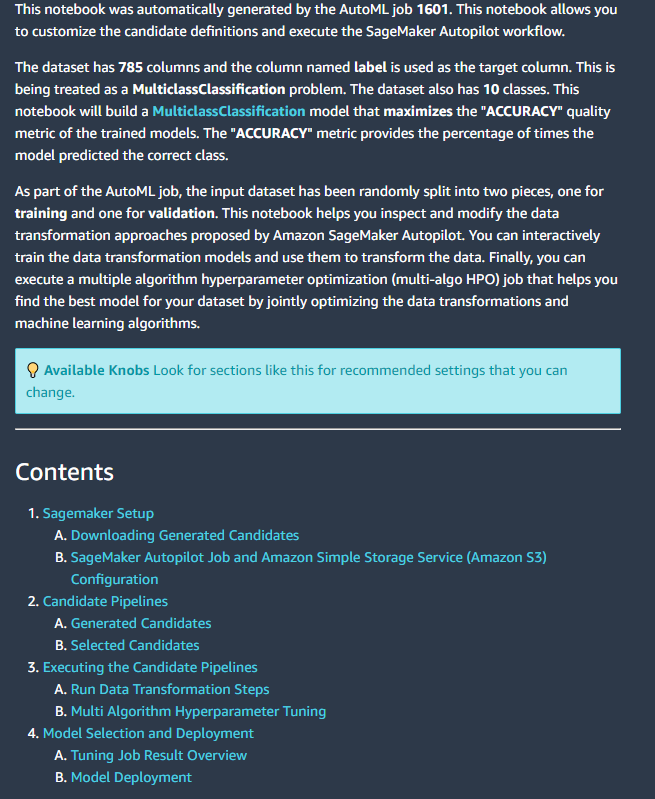 This notebook was automatically generated by the AutoML job 1601. This notebook allows you
to customize the candidate definitions and execute the SageMaker Autopilot workflow.
The dataset has 785 columns and the column named label is used as the target column. This is
being treated as a MulticlassClassification problem. The dataset also has 10 classes. This
notebook will build a MulticlassClassification model that maximizes the "ACCURACY" quality
metric of the trained models. The "ACCURACY" metric provides the percentage of times the
model predicted the correct class.
As part of the AutoML job, the input dataset has been randomly split into two pieces, one for
training and one for validation. This notebook helps you inspect and modify the data
transformation approaches proposed by Amazon SageMaker Autopilot. You can interactively
train the data transformation models and use them to transform the data. Finally, you can
execute a multiple algorithm hyperparameter optimization (multi-algo HPO) job that helps you
find the best model for your dataset by jointly optimizing the data transformations and
machine learning algorithms.
Available Knobs Look for sections like this for recommended settings that you can
change.
Contents
1. Sagemaker Setup
A. Downloading Generated Candidates
B. SageMaker Autopilot Job and Amazon Simple Storage Service (Amazon S3)
Configuration
2. Candidate Pipelines
A. Generated Candidates
B. Selected Candidates
3. Executing the Candidate Pipelines
A. Run Data Transformation Steps
B. Multi Algorithm Hyperparameter Tuning
4. Model Selection and Deployment
A. Tuning Job Result Overview
B. Model Deployment